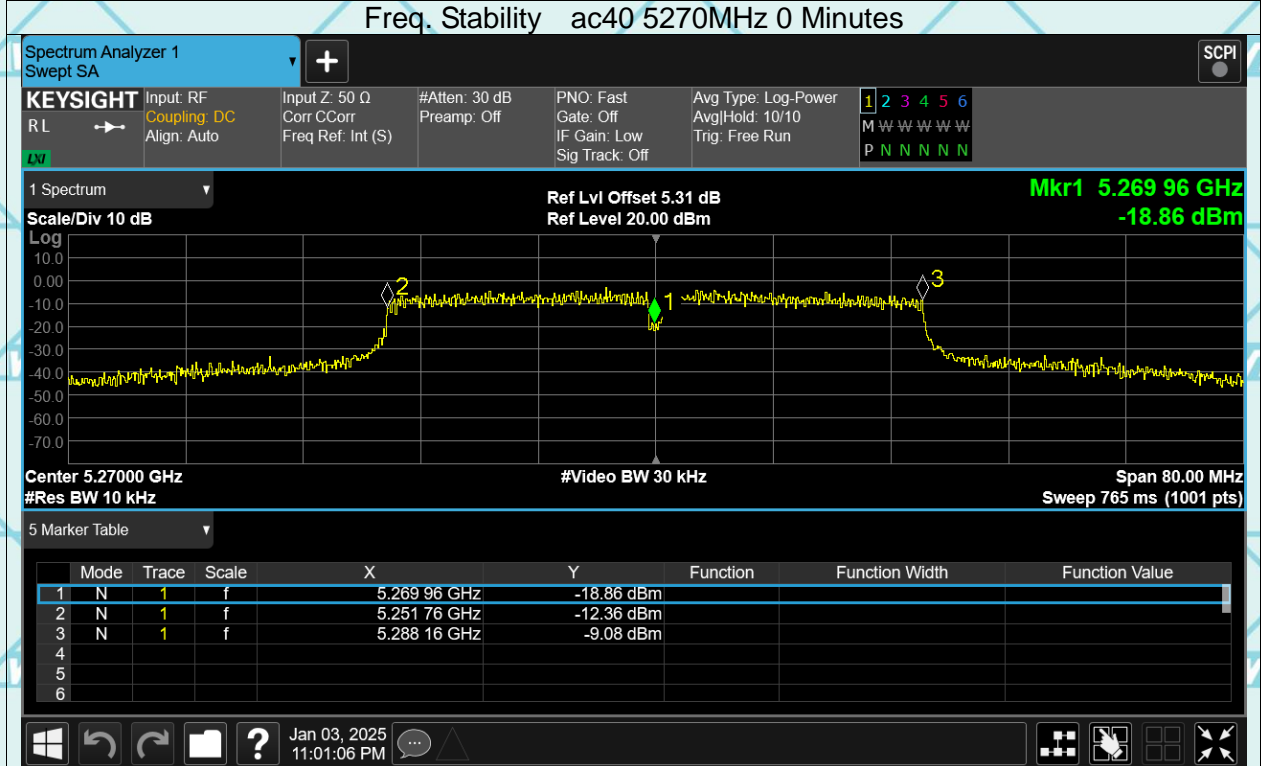 Freq. Stability ac40 5270MHz 0 Minutes
Spectrum Analyzer 1
Swept SA
▼
+
SCPI
KEYSIGHT
RL
LXI
Input: RF
Coupling: DC
Align: Auto
Input Z: 50 Ω
Corr CCorr
Freq Ref: Int (S)
#Atten: 30 dB
Preamp: Off
PNO: Fast
Gate: Off
IF Gain: Low
Sig Track: Off
Avg Type: Log-Power
Avg|Hold: 10/10
Trig: Free Run
1 2 3 4 5 6
M W W W W W
P N N N N N
1 Spectrum ▼
Scale/Div 10 dB
Ref Lvl Offset 5.31 dB
Ref Level 20.00 dBm
Mkr1 5.269 96 GHz
-18.86 dBm
Log
10.0
0.00
-10.0
-20.0
-30.0
-40.0
-50.0
-60.0
-70.0
2
1
3
Center 5.27000 GHz
#Res BW 10 kHz
#Video BW 30 kHz
Span 80.00 MHz
Sweep 765 ms (1001 pts)
5 Marker Table ▼
Mode Trace Scale X Y Function Function Width Function Value
1 N 1 f 5.269 96 GHz -18.86 dBm
2 N 1 f 5.251 76 GHz -12.36 dBm
3 N 1 f 5.288 16 GHz -9.08 dBm
4
5
6
?
Jan 03, 2025
11:01:06 PM